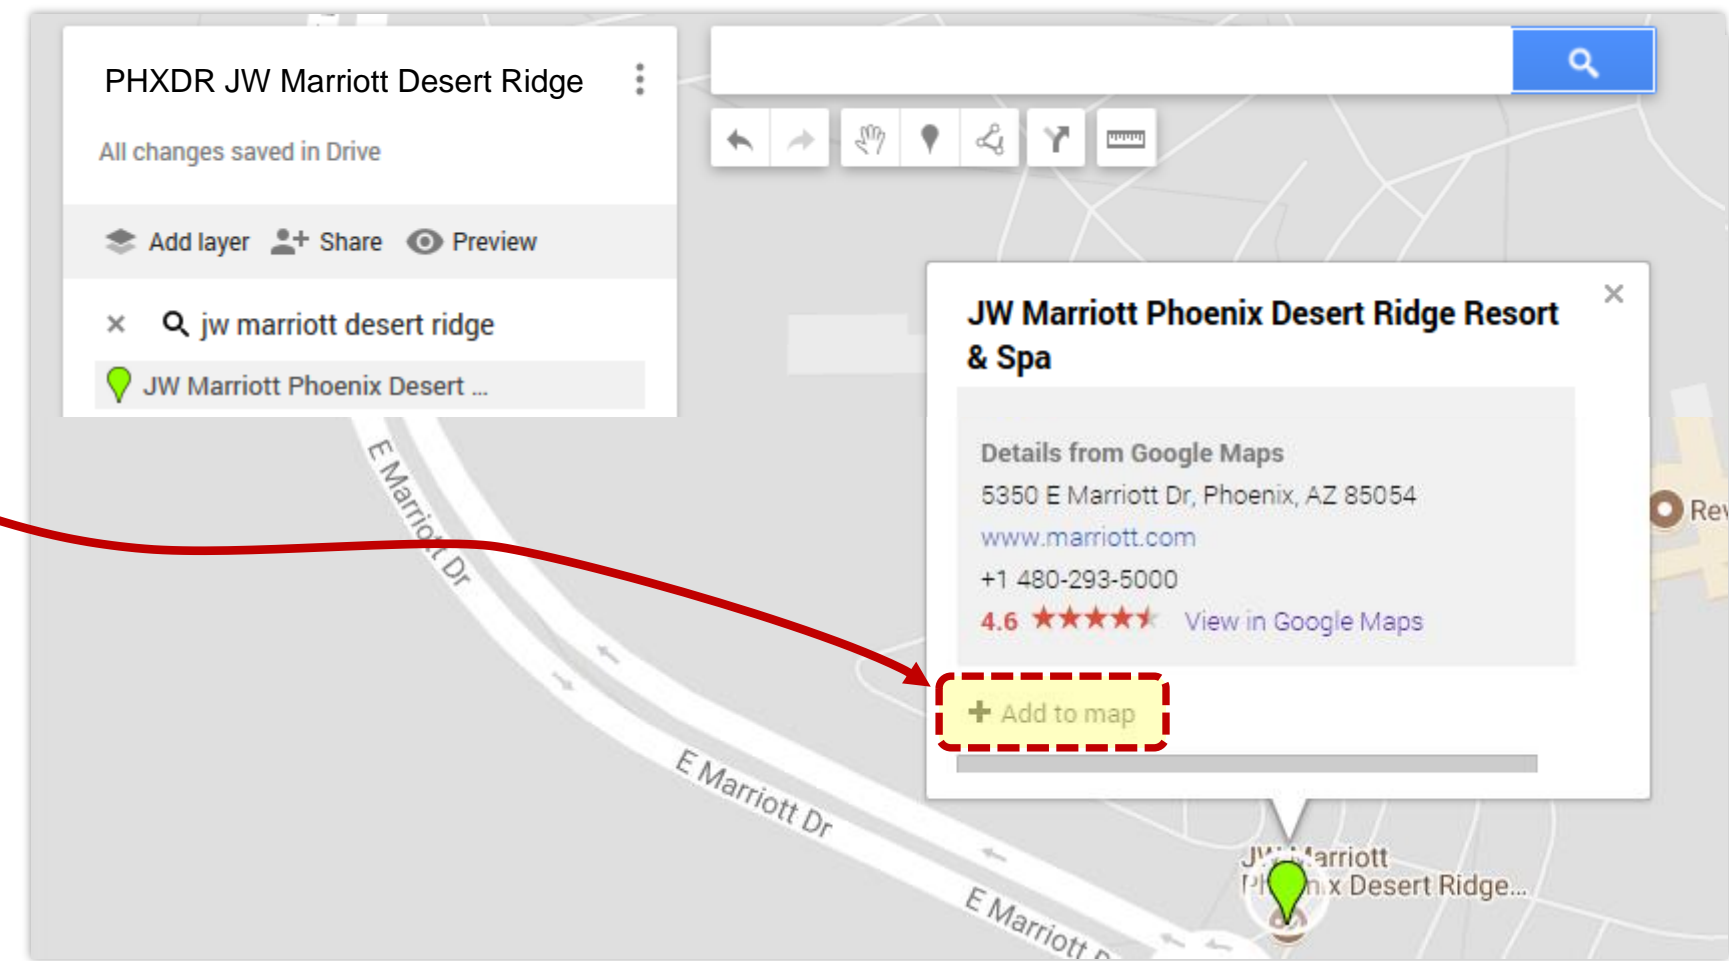 PHXDR JW Marriott Desert Ridge
All changes saved in Drive
Add layer Share Preview
jw marriott desert ridge
JW Marriott Phoenix Desert ...
JW Marriott Phoenix Desert Ridge Resort
& Spa
Details from Google Maps
5350 E Marriott Dr, Phoenix, AZ 85054
www.marriott.com
+1 480-293-5000
4.6 View in Google Maps
Add to map
E Marriott Dr
E Marriott Dr
E Marriott
JW Marriott
Desert Ridge...